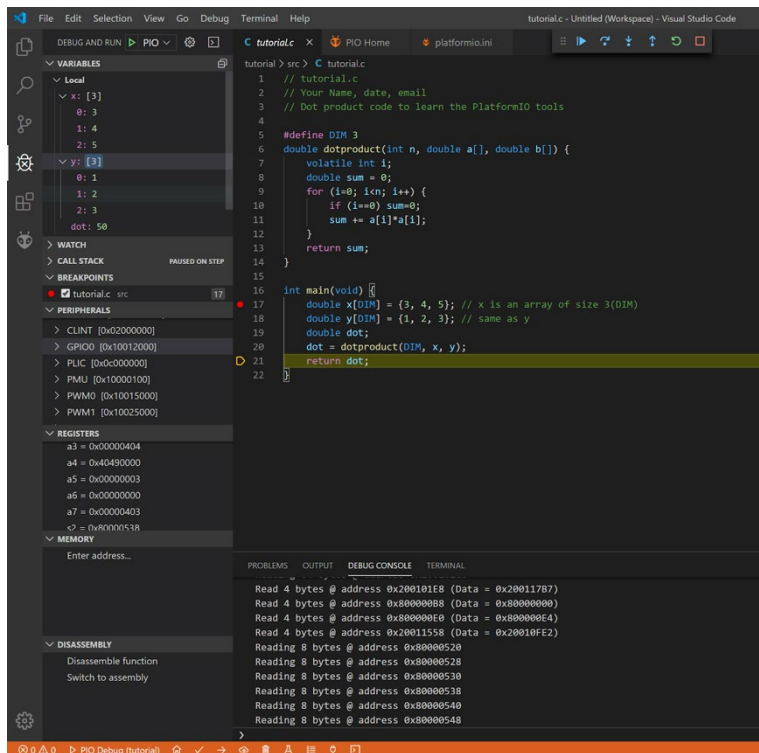 File Edit Selection View Go Debug Terminal Help
tutorial.c - Untitled (Workspace) - Visual Studio Code
DEBUG AND RUN PIO
VARIABLES
Local
x: [3]
0: 3
1: 4
2: 5
y: [3]
0: 1
1: 2
2: 3
dot: 50
WATCH
CALL STACK PAUSED ON STEP
BREAKPOINTS
tutorial.c src 17
PERIPHERALS
CLINT [0x02000000]
GPIO0 [0x10012000]
PLIC [0x0c000000]
PMU [0x10000100]
PWM0 [0x10015000]
PWM1 [0x10025000]
REGISTERS
a3 = 0x00000404
a4 = 0x40490000
a5 = 0x00000003
a6 = 0x00000000
a7 = 0x00000403
s2 = 0x80000538
MEMORY
Enter address...
DISASSEMBLY
Disassemble function
Switch to assembly
tutorial.c PIO Home platformio.ini
tutorial > src > C tutorial.c
1 // tutorial.c
2 // Your Name, date, email
3 // Dot product code to learn the PlatformIO tools
4
5 #define DIM 3
6 double dotproduct(int n, double a[], double b[]) {
7 volatile int i;
8 double sum = 0;
9 for (i=0; i<n; i++) {
10 if (i==0) sum=0;
11 sum += a[i]*a[i];
12 }
13 return sum;
14 }
15
16 int main(void) {
17 double x[DIM] = {3, 4, 5}; // x is an array of size 3(DIM)
18 double y[DIM] = {1, 2, 3}; // same as y
19 double dot;
20 dot = dotproduct(DIM, x, y);
21 return dot;
22 }
PROBLEMS OUTPUT DEBUG CONSOLE TERMINAL
Read 4 bytes @ address 0x200101E8 (Data = 0x200117B7)
Read 4 bytes @ address 0x800000B8 (Data = 0x80000000)
Read 4 bytes @ address 0x800000E0 (Data = 0x800000E4)
Read 4 bytes @ address 0x20011558 (Data = 0x20010FE2)
Reading 8 bytes @ address 0x80000520
Reading 8 bytes @ address 0x80000528
Reading 8 bytes @ address 0x80000530
Reading 8 bytes @ address 0x80000538
Reading 8 bytes @ address 0x80000540
Reading 8 bytes @ address 0x80000548
0 0 PIO Debug (tutorial)